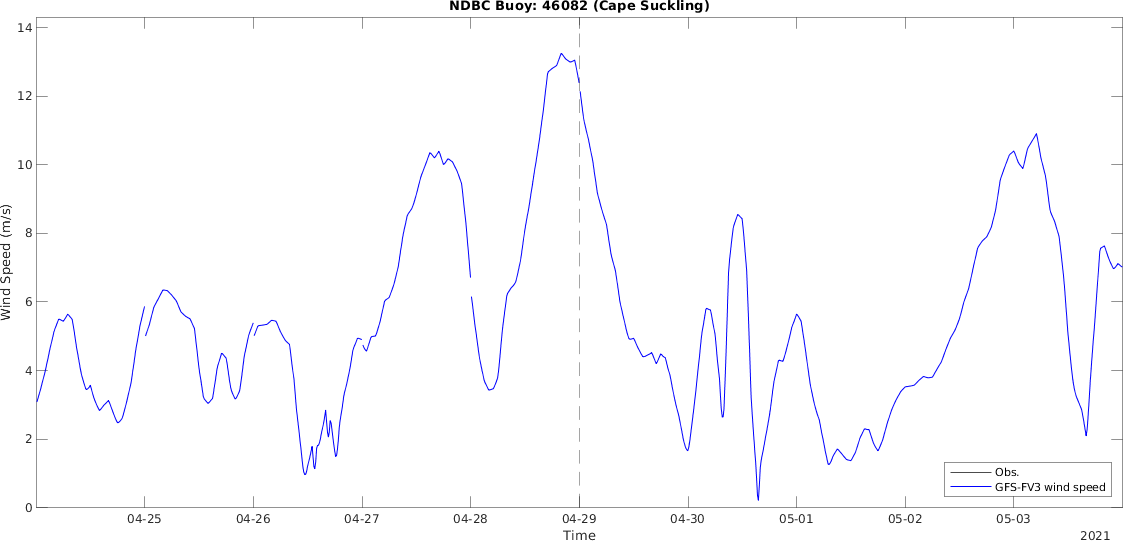 NDBC Buoy: 46082 (Cape Suckling)
14
12
10
8
6
4
2
0
Wind Speed (m/s)
Obs.
GFS-FV3 wind speed
04-25 04-26 04-27 04-28 04-29 04-30 05-01 05-02 05-03
Time
2021